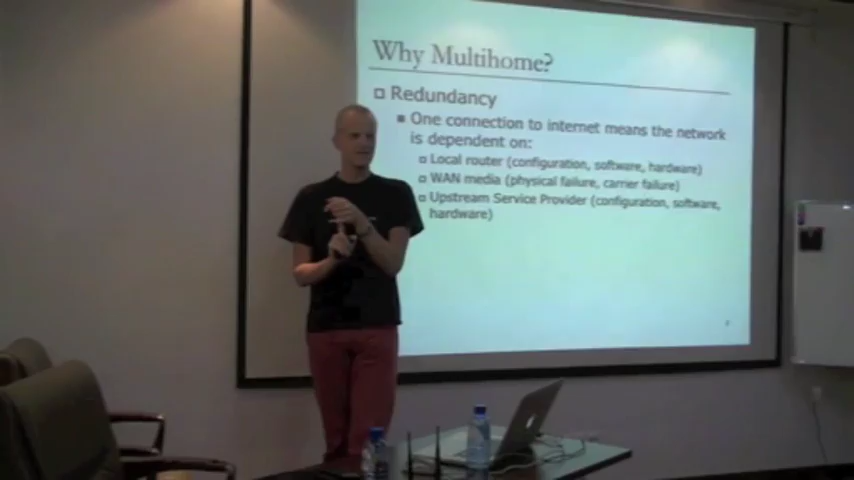 Why Multihome?
Redundancy
One connection to internet means the network
is dependent on:
Local router (configuration, software, hardware)
WAN media (physical failure, carrier failure)
Upstream Service Provider (configuration, software,
hardware)